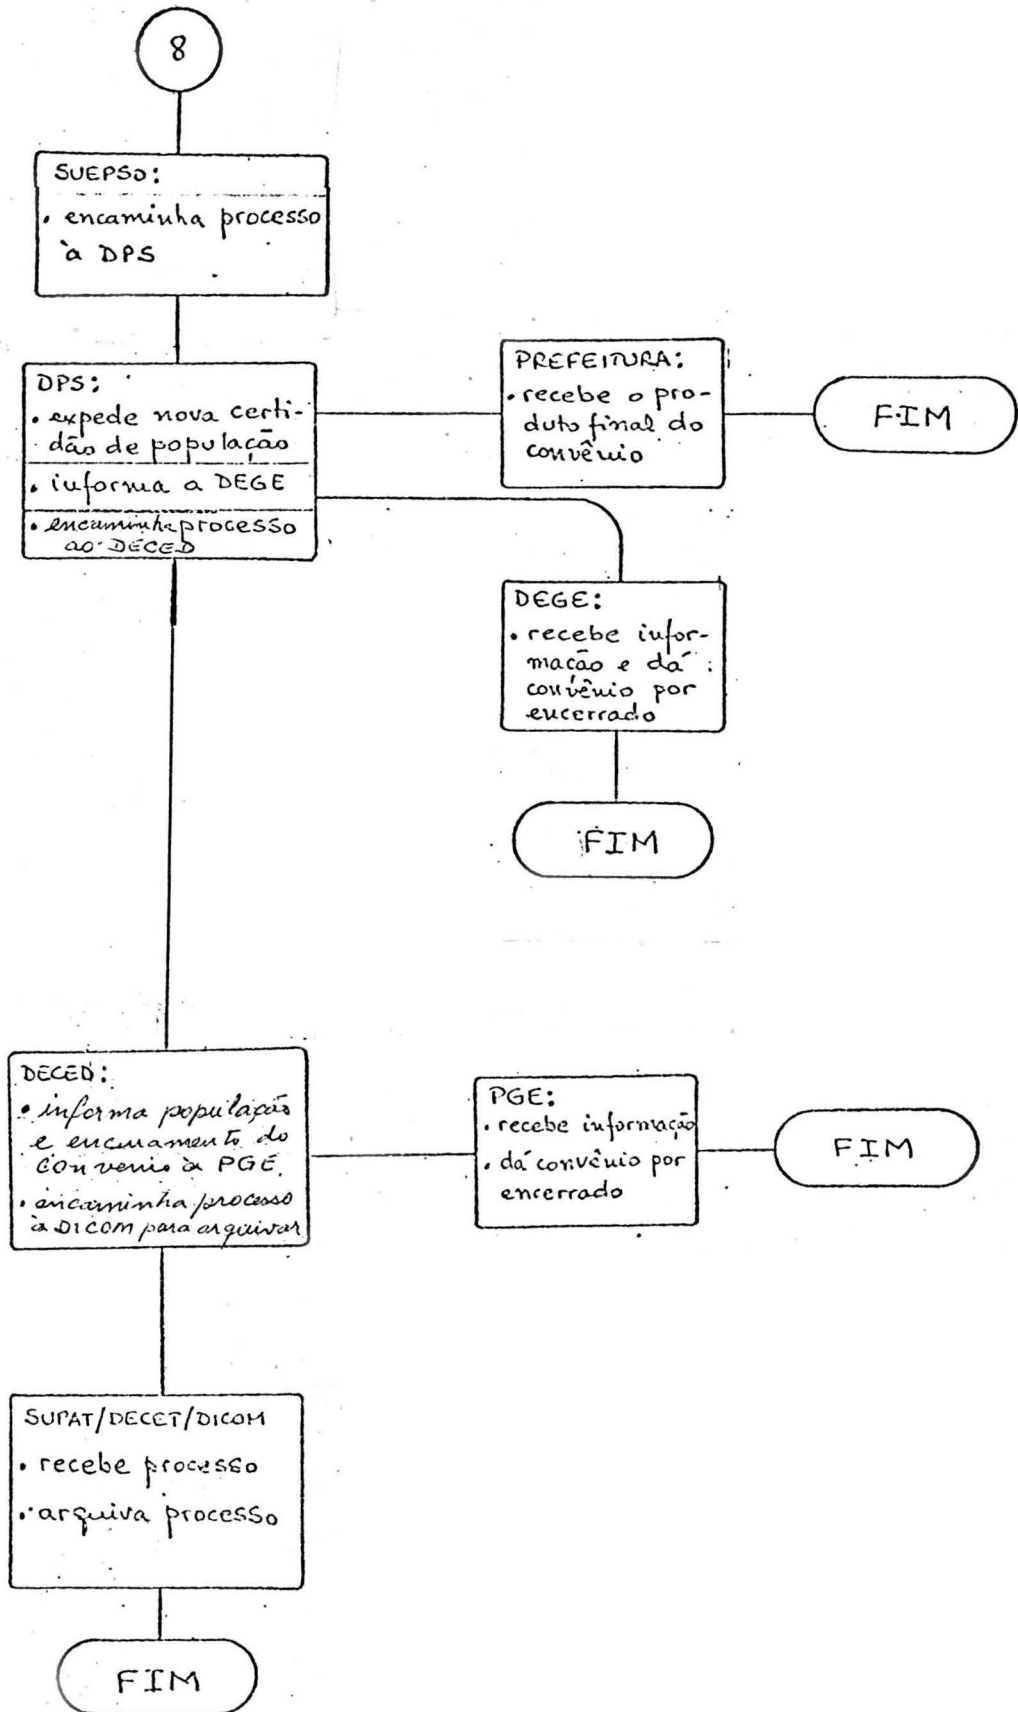 8
SUEPSO:
• encaminha processo
à DPS
DPS:
• expede nova certi-
dão de população
• informa a DEGE
• encaminha processo
ao DECED
PREFEITURA:
• recebe o pro-
duto final do
convênio
FIM
DEGE:
• recebe infor-
mação e dá
convênio por
encerrado
FIM
DECED:
• informa população
e encerramento do
convenio à PGE
• encaminha processo
à DICOM para arquivar
PGE:
• recebe informação
• dá convênio por
encerrado
FIM
SUPAT/DECET/DICOM
• recebe processo
• arquiva processo
FIM